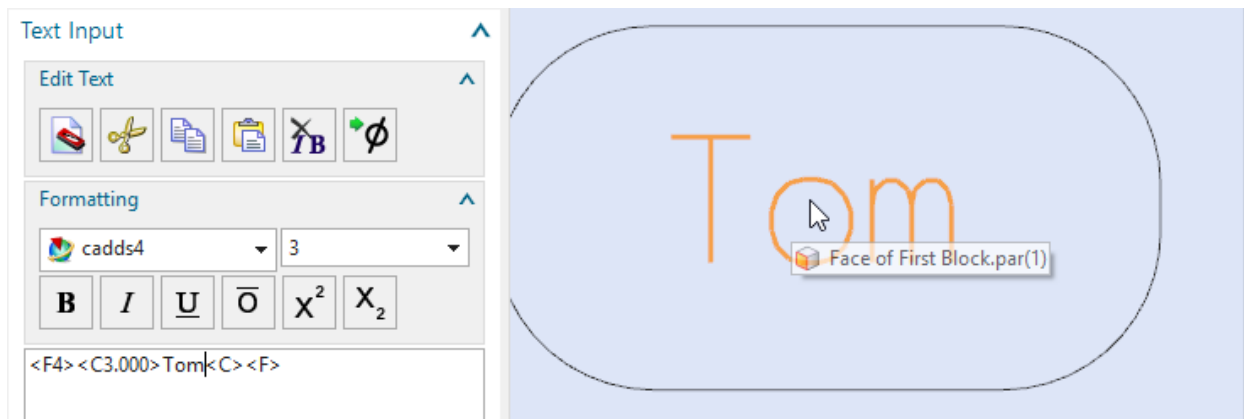 Text Input
Edit Text
Formatting
cadds4
3
B I U O X² X₂
<F4><C3.000>Tom<C><F>
Tom
Face of First Block.par(1)